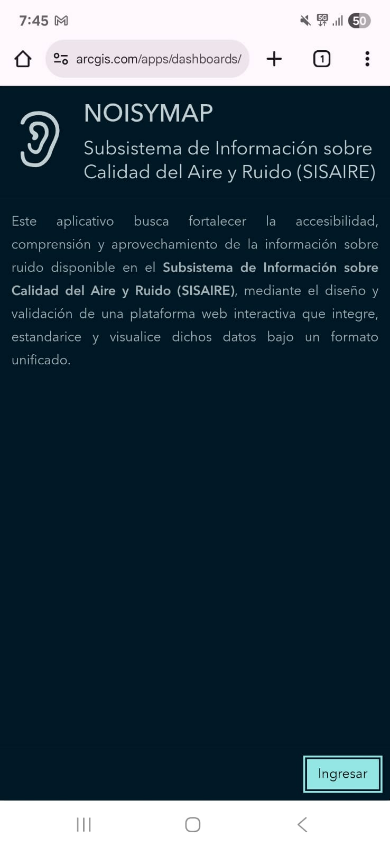 7:45
50
arcgis.com/apps/dashboards/
1
NOISYMAP
Subsistema de Información sobre
Calidad del Aire y Ruido (SISAIRE)
Este aplicativo busca fortalecer la accesibilidad,
comprensión y aprovechamiento de la información sobre
ruido disponible en el Subsistema de Información sobre
Calidad del Aire y Ruido (SISAIRE), mediante el diseño y
validación de una plataforma web interactiva que integre,
estandarice y visualice dichos datos bajo un formato
unificado.
Ingresar